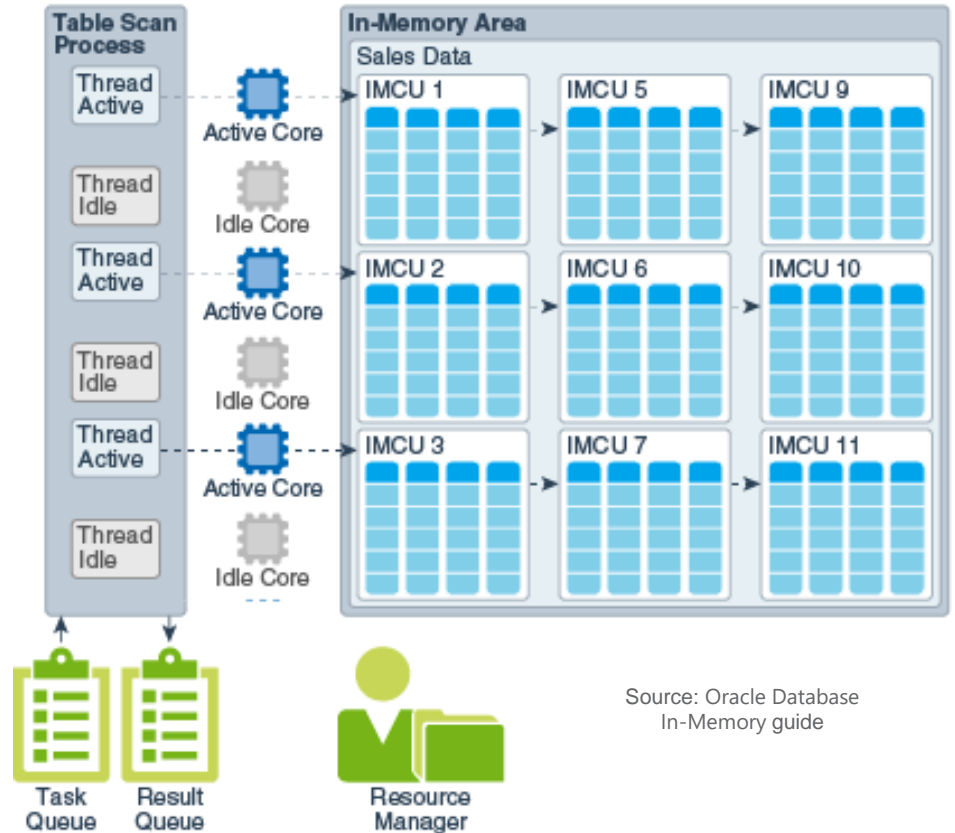 Table Scan
Process
Thread
Active
Thread
Idle
Thread
Active
Thread
Idle
Thread
Active
Thread
Idle
Active Core
Idle Core
Active Core
Idle Core
Active Core
Idle Core
In-Memory Area
Sales Data
IMCU 1
IMCU 5
IMCU 9
IMCU 2
IMCU 6
IMCU 10
IMCU 3
IMCU 7
IMCU 11
Task
Queue
Result
Queue
Resource
Manager
Source: Oracle Database
In-Memory guide